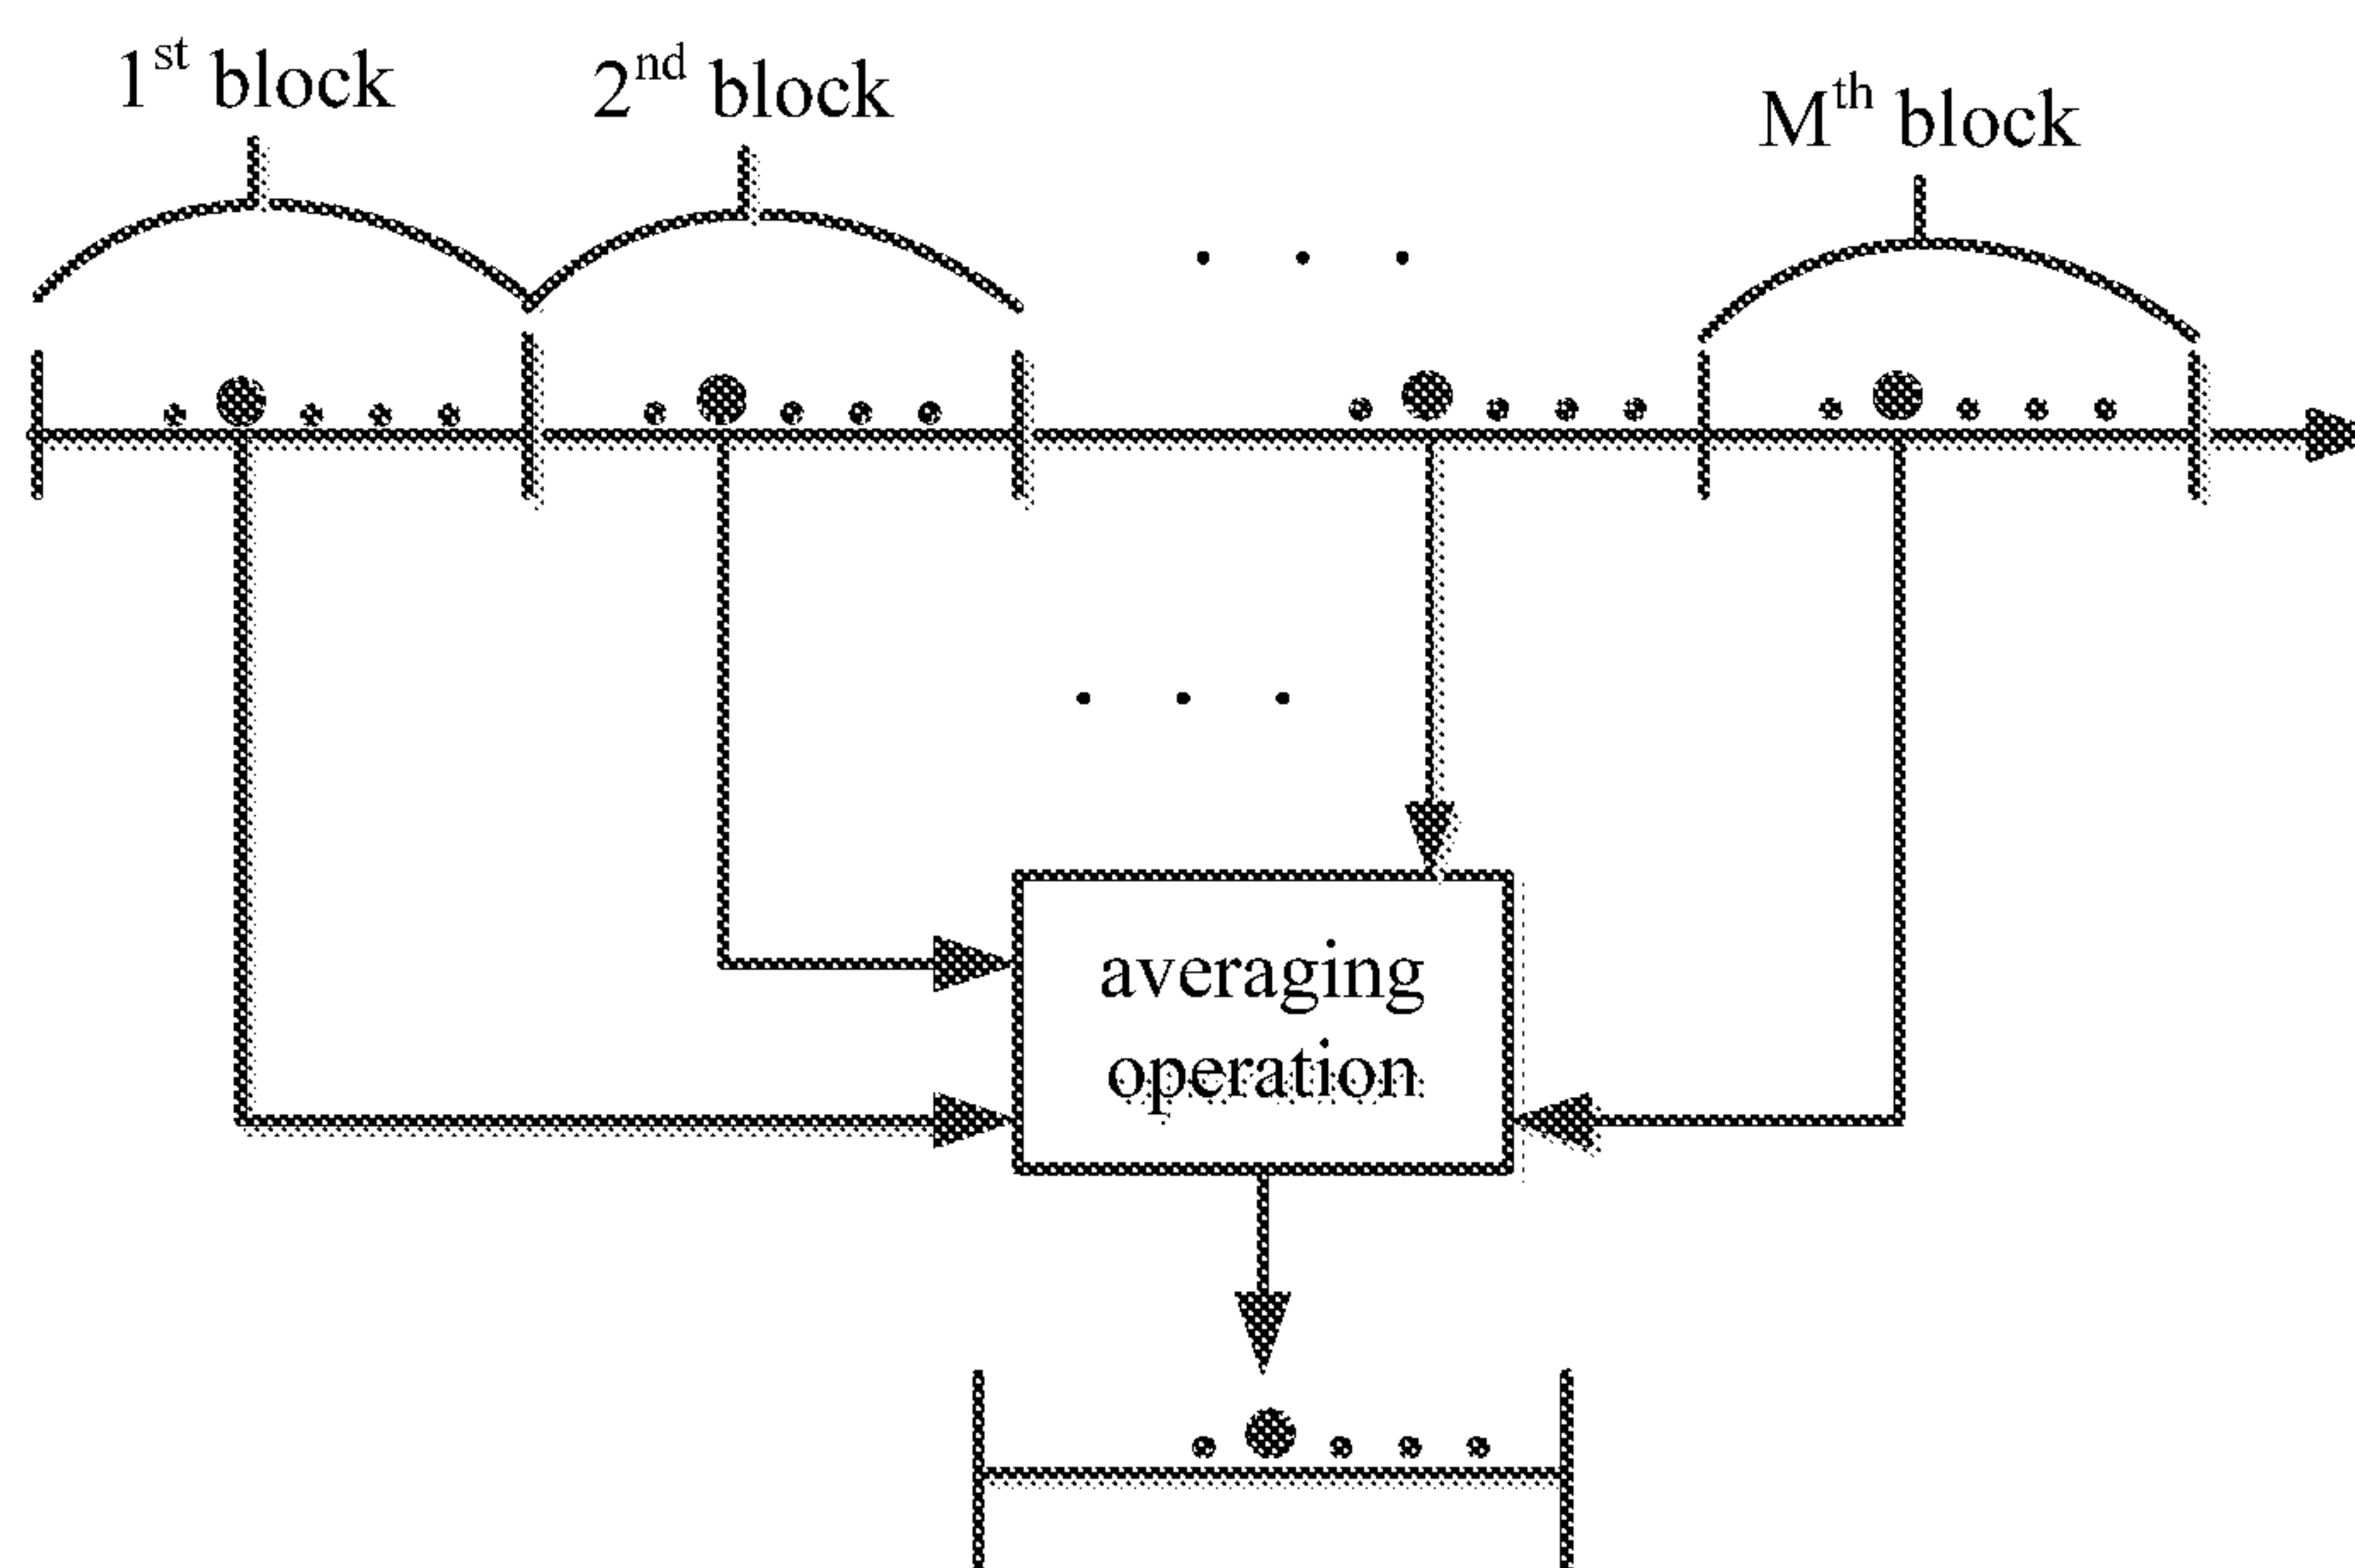 1st block
2nd block
Mth block
averaging
operation